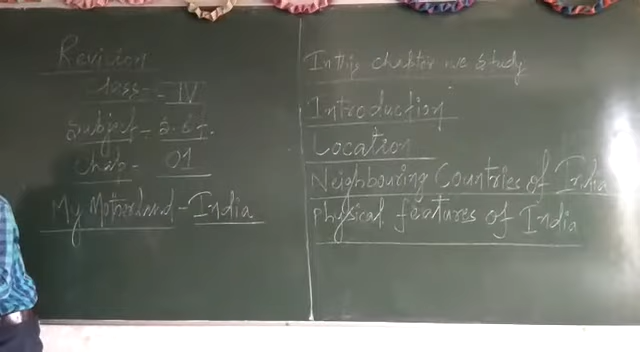 Revision
Class - IV
Subject - S. S T.
Chap - 01
My Motherland - India
In this chapter we study
Introduction
Location
Neighbouring Countries of India
Physical features of India